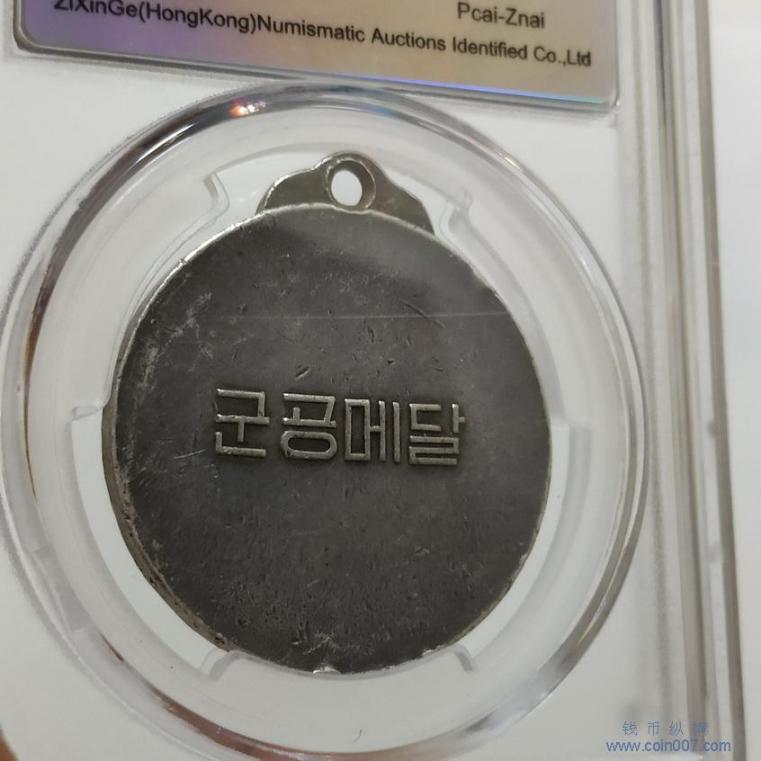 Pcai-Znai
ZiXinGe(HongKong)Numismatic Auctions Identified Co.,Ltd
군공메달
钱币纵横
www.coin007.com